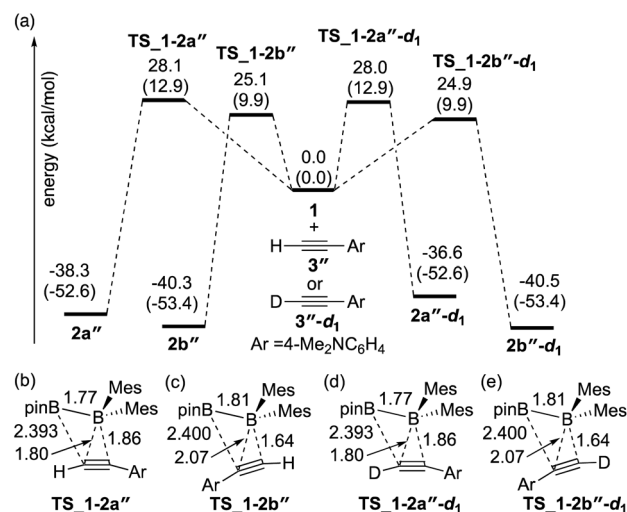 (a)
energy (kcal/mol)
TS_1-2a″
28.1
(12.9)
TS_1-2b″
25.1
(9.9)
TS_1-2a″-d1
28.0
(12.9)
TS_1-2b″-d1
24.9
(9.9)
0.0
(0.0)
1
+
H Ar
3″
or
D Ar
3″-d1
Ar =4-Me2NC6H4
-38.3
(-52.6)
2a″
-40.3
(-53.4)
2b″
-36.6
(-52.6)
2a″-d1
-40.5
(-53.4)
2b″-d1
(b)
1.77
Mes
pinB B Mes
2.393
1.80
1.86
H Ar
TS_1-2a″
(c)
1.81
Mes
pinB B Mes
2.400
2.07
1.64
H
Ar
TS_1-2b″
(d)
1.77
Mes
pinB B Mes
2.393
1.80
1.86
D Ar
TS_1-2a″-d1
(e)
1.81
Mes
pinB B Mes
2.400
2.07
1.64
D
Ar
TS_1-2b″-d1